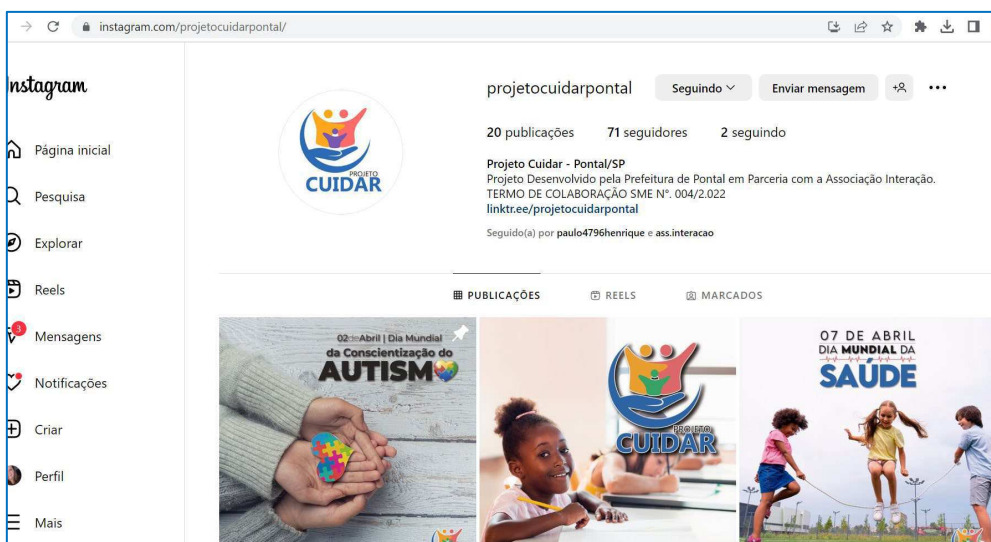 instagram.com/projetocuidarpontal/
Instagram
Página inicial
Pesquisa
Explorar
Reels
3
Mensagens
Notificações
Criar
Perfil
Mais
PROJETO
CUIDAR
projetocuidarpontal Seguindo Enviar mensagem
20 publicações 71 seguidores 2 seguindo
Projeto Cuidar - Pontal/SP
Projeto Desenvolvido pela Prefeitura de Pontal em Parceria com a Associação Interação.
TERMO DE COLABORAÇÃO SME Nº. 004/2.022
linktr.ee/projetocuidarpontal
Seguido(a) por paulo4796henrique e ass.interacao
PUBLICAÇÕES REELS MARCADOS
02 de Abril | Dia Mundial
da Conscientização do
AUTISMO
PROJETO
CUIDAR
07 DE ABRIL
DIA MUNDIAL DA
SAÚDE